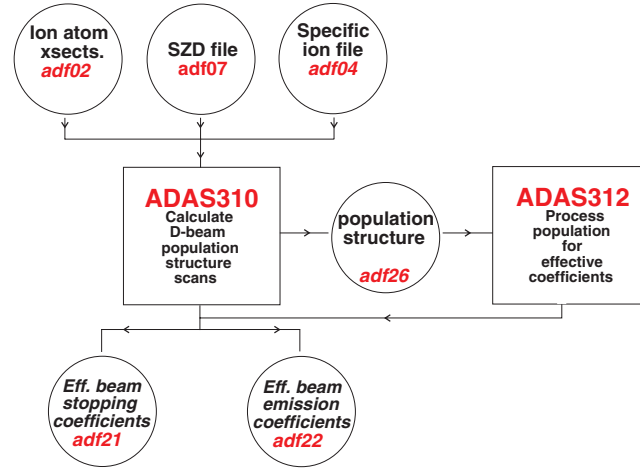 Ion atom
xsects.
adf02
SZD file
adf07
Specific
ion file
adf04
ADAS310
Calculate
D-beam
population
structure
scans
population
structure
adf26
ADAS312
Process
population
for
effective
coefficients
Eff. beam
stopping
coefficients
adf21
Eff. beam
emission
coefficients
adf22